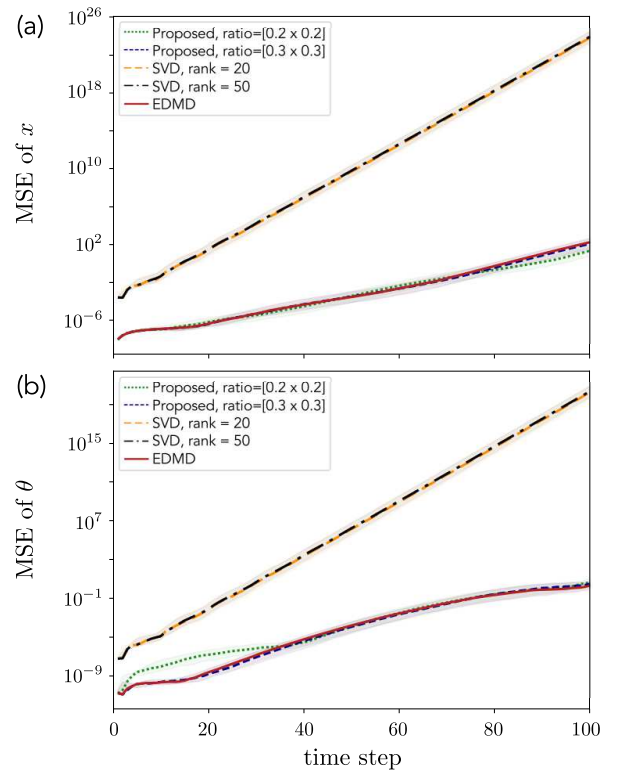 (a)
10^26
10^18
10^10
10^2
10^-6
MSE of x
Proposed, ratio=[0.2 x 0.2]
Proposed, ratio=[0.3 x 0.3]
SVD, rank = 20
SVD, rank = 50
EDMD
(b)
10^15
10^7
10^-1
10^-9
MSE of θ
Proposed, ratio=[0.2 x 0.2]
Proposed, ratio=[0.3 x 0.3]
SVD, rank = 20
SVD, rank = 50
EDMD
0 20 40 60 80 100
time step